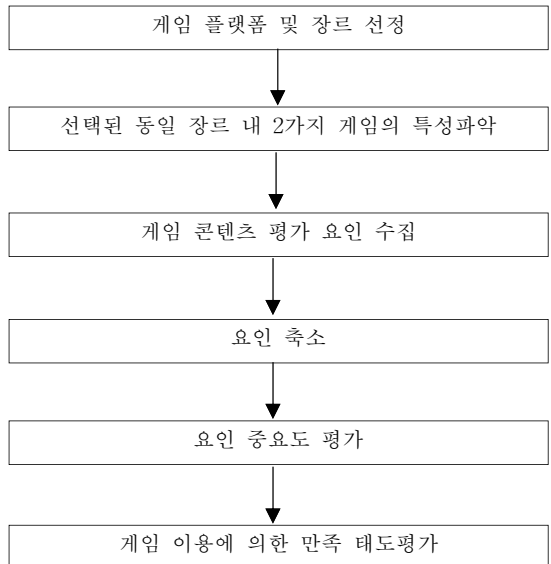 게임 플랫폼 및 장르 선정
선택된 동일 장르 내 2가지 게임의 특성파악
게임 콘텐츠 평가 요인 수집
요인 축소
요인 중요도 평가
게임 이용에 의한 만족 태도평가